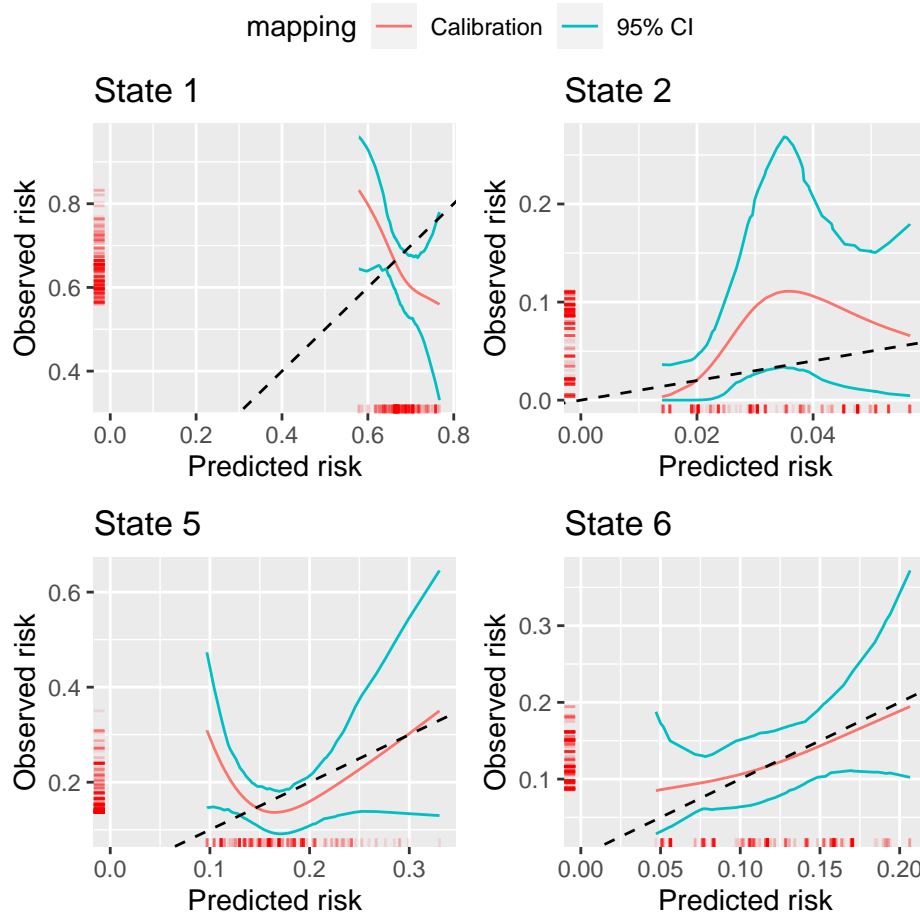 mapping Calibration 95% CI
State 1
Observed risk
0.8
0.6
0.4
0.0 0.2 0.4 0.6 0.8
Predicted risk
State 2
Observed risk
0.2
0.1
0.0
0.00 0.02 0.04
Predicted risk
State 5
Observed risk
0.6
0.4
0.2
0.0 0.1 0.2 0.3
Predicted risk
State 6
Observed risk
0.3
0.2
0.1
0.00 0.05 0.10 0.15 0.20
Predicted risk